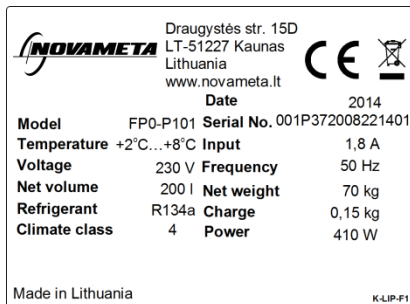 NOVAMETA
Draugystės str. 15D
LT-51227 Kaunas
Lithuania
www.novameta.lt
CE
Date 2014
Model FP0-P101 Serial No. 001P372008221401
Temperature +2°C...+8°C Input 1,8 A
Voltage 230 V Frequency 50 Hz
Net volume 200 l Net weight 70 kg
Refrigerant R134a Charge 0,15 kg
Climate class 4 Power 410 W
Made in Lithuania K-LIP-F1